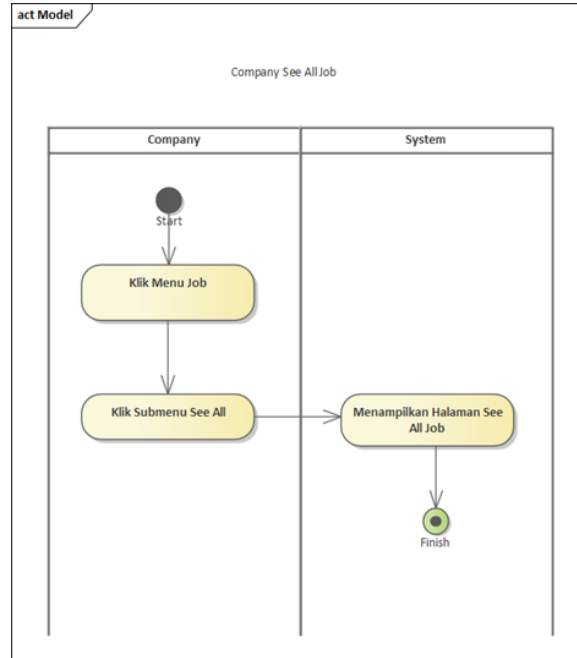 act Model
Company See All Job
Company
System
Start
Klik Menu Job
Klik Submenu See All
Menampilkan Halaman See
All Job
Finish